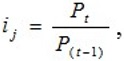 i_j = P_t / P_(t-1) ,